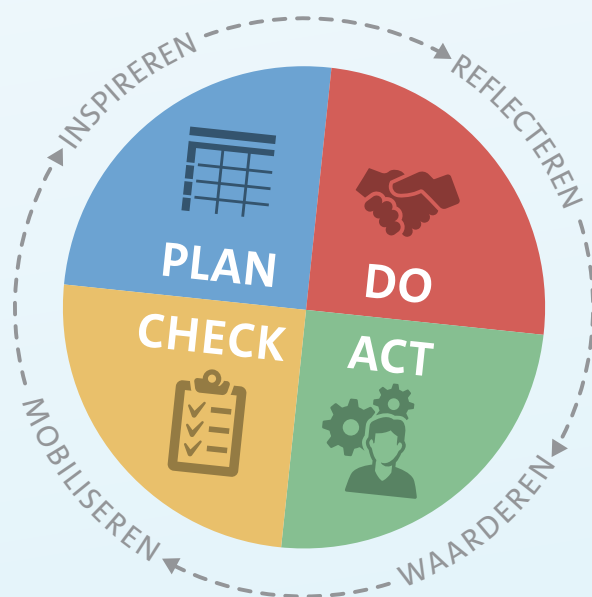 INSPIREREN
REFLECTEREN
PLAN
DO
CHECK
ACT
MOBILISEREN
WAARDEREN